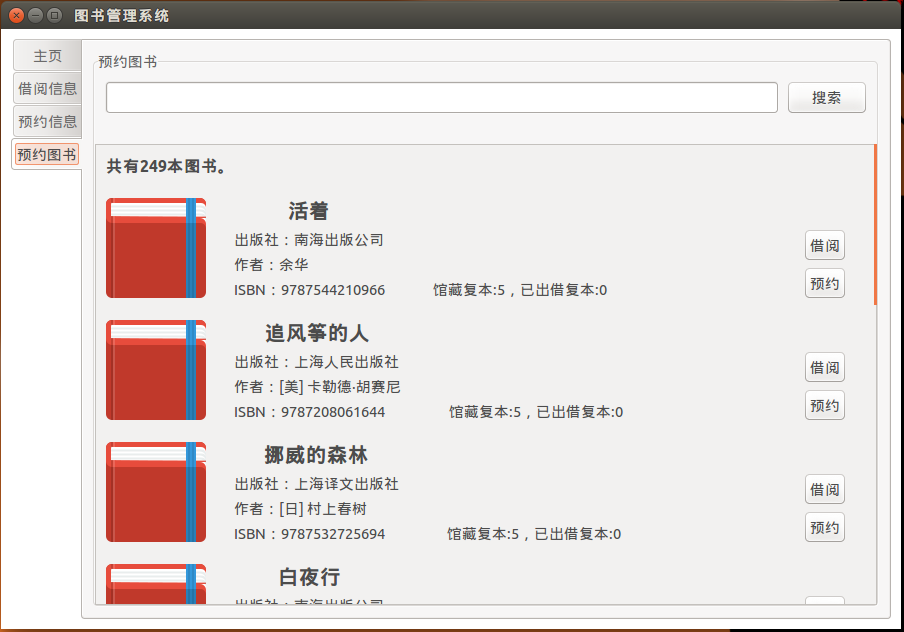 图书管理系统
主页
借阅信息
预约信息
预约图书
预约图书
搜索
共有249本图书。
活着
出版社：南海出版公司
作者：余华
ISBN：9787544210966 馆藏复本:5，已出借复本:0
借阅
预约
追风筝的人
出版社：上海人民出版社
作者：[美] 卡勒德·胡赛尼
ISBN：9787208061644 馆藏复本:5，已出借复本:0
借阅
预约
挪威的森林
出版社：上海译文出版社
作者：[日] 村上春树
ISBN：9787532725694 馆藏复本:5，已出借复本:0
借阅
预约
白夜行